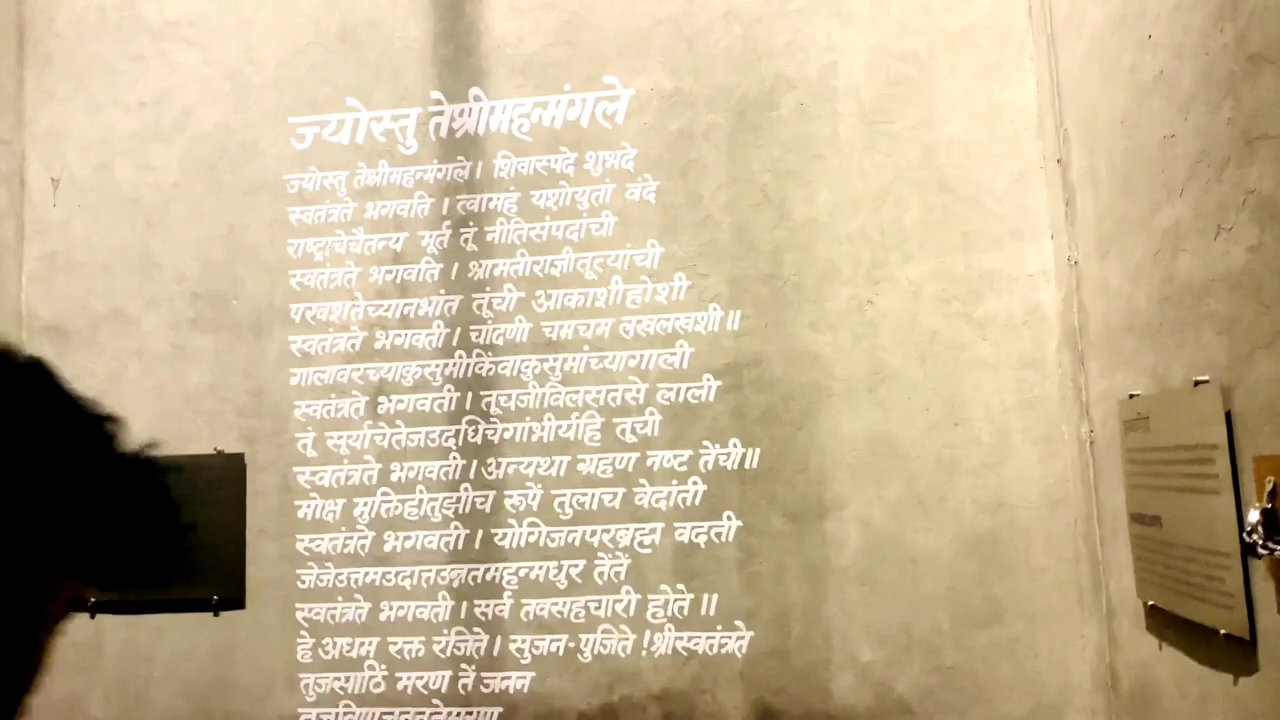 ज्योस्तु तेश्रीमहन्मंगले
ज्योस्तु तेश्रीमहन्मंगले। शिवास्पदे शुभदे
स्वतंत्रते भगवति । त्वामहं यशोयुतां वंदे
राष्ट्राचेचैतन्य मूर्त तूं नीतिसंपदांची
स्वतंत्रते भगवति । श्रीमतीराज्ञीतूत्यांची
परवशतेच्यानभांत तूंची आकाशीहोशी
स्वतंत्रते भगवती । चांदणी चमचम लखलखशी॥
गालावरच्याकुसुमीकिंवाकुसुमांच्यागाली
स्वतंत्रते भगवती । तूचजीविलसतसे लाली
तूं सूर्याचेतेजउदधिचेगांभीर्यहि तूची
स्वतंत्रते भगवती । अन्यथा ग्रहण नष्ट तेंची॥
मोक्ष मुक्तिहीतुझीच रूपें तुलाच वेदांती
स्वतंत्रते भगवती । योगिजनपरब्रह्म वदती
जेजेउत्तमउदात्तउन्नतमहन्मधुर तेंतें
स्वतंत्रते भगवती । सर्व तवसहचारी होते ॥
हे अधम रक्त रंजिते । सुजन-पुजिते ! श्रीस्वतंत्रते
तुजसाठिं मरण तें जनन
तुजविणजननतेमरण